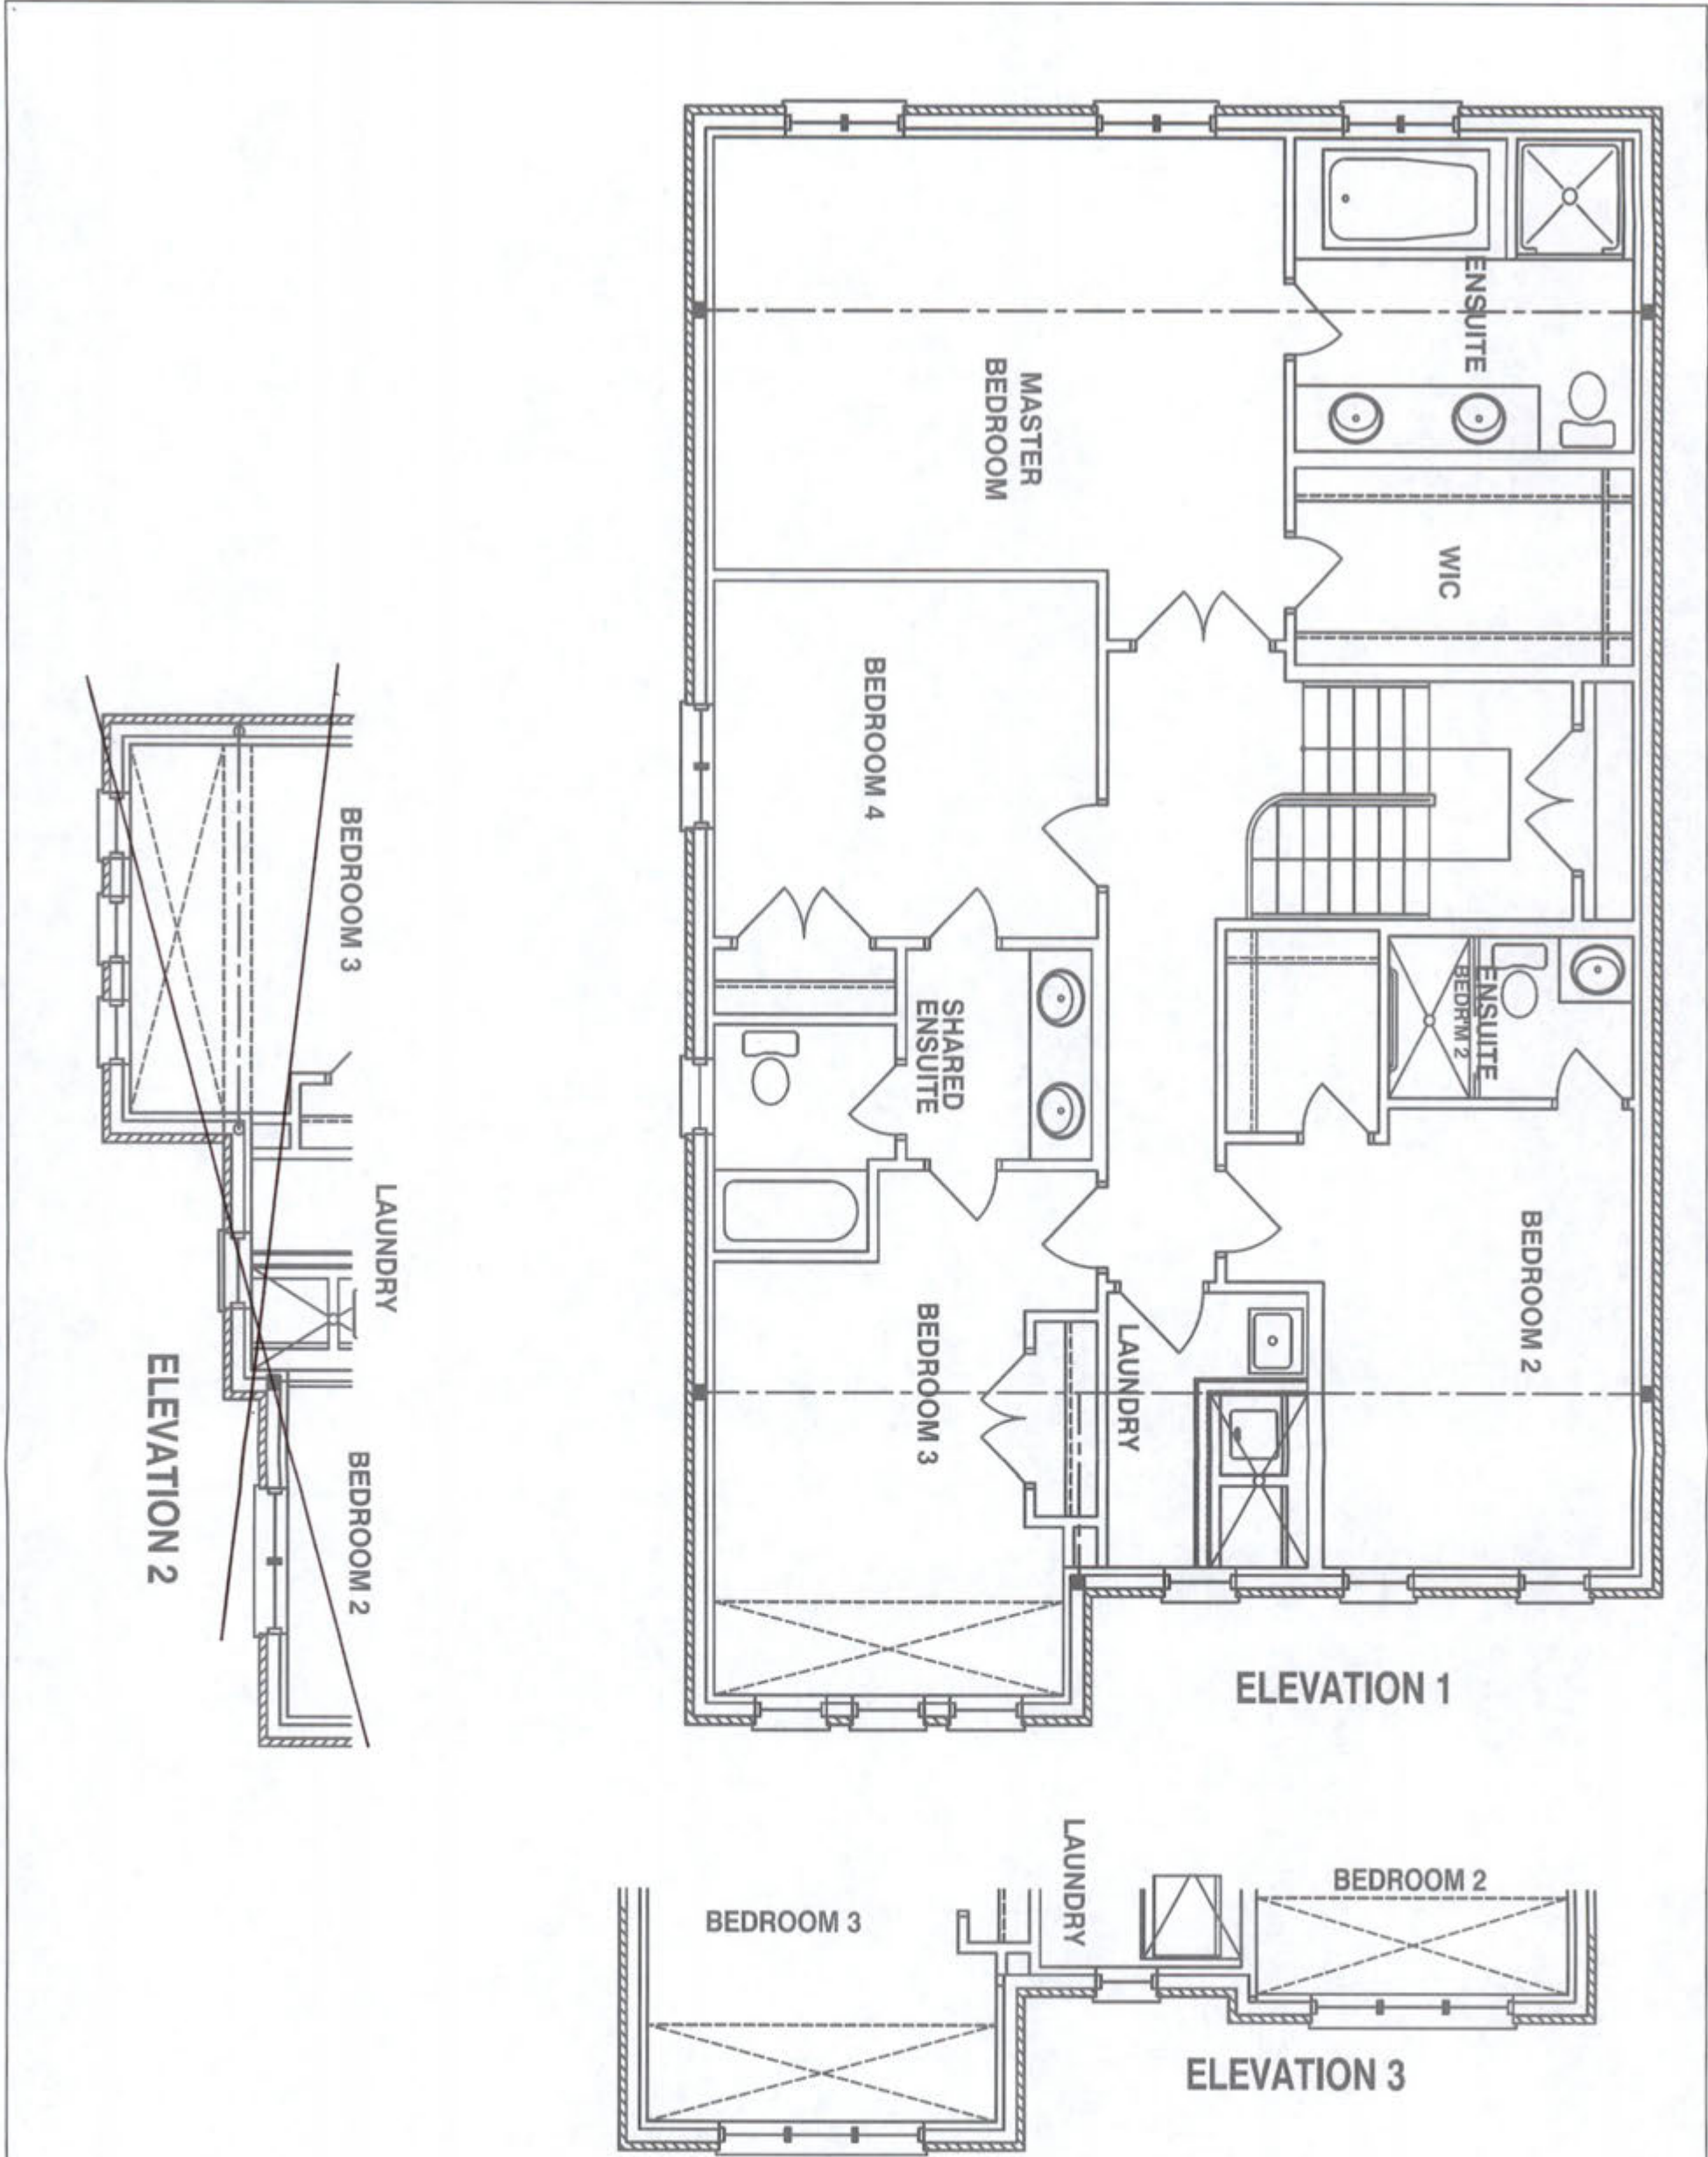 ENSUITE
MASTER
BEDROOM
WIC
BEDROOM 4
SHARED
ENSUITE
ENSUITE
BEDR'M 2
BEDROOM 2
BEDROOM 3
LAUNDRY
ELEVATION 1
BEDROOM 3
LAUNDRY
BEDROOM 2
ELEVATION 2
BEDROOM 3
LAUNDRY
BEDROOM 2
ELEVATION 3